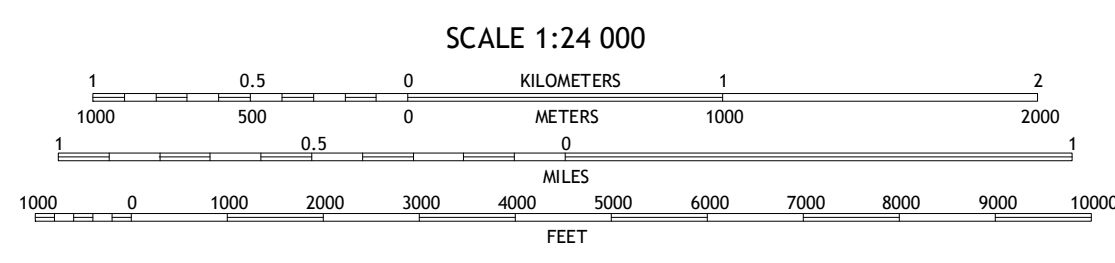 SCALE 1:24 000
1 0.5 0 KILOMETERS 1 2
1000 500 0 METERS 1000 2000
1 0.5 0 1
MILES
1000 0 1000 2000 3000 4000 5000 6000 7000 8000 9000 10000
FEET